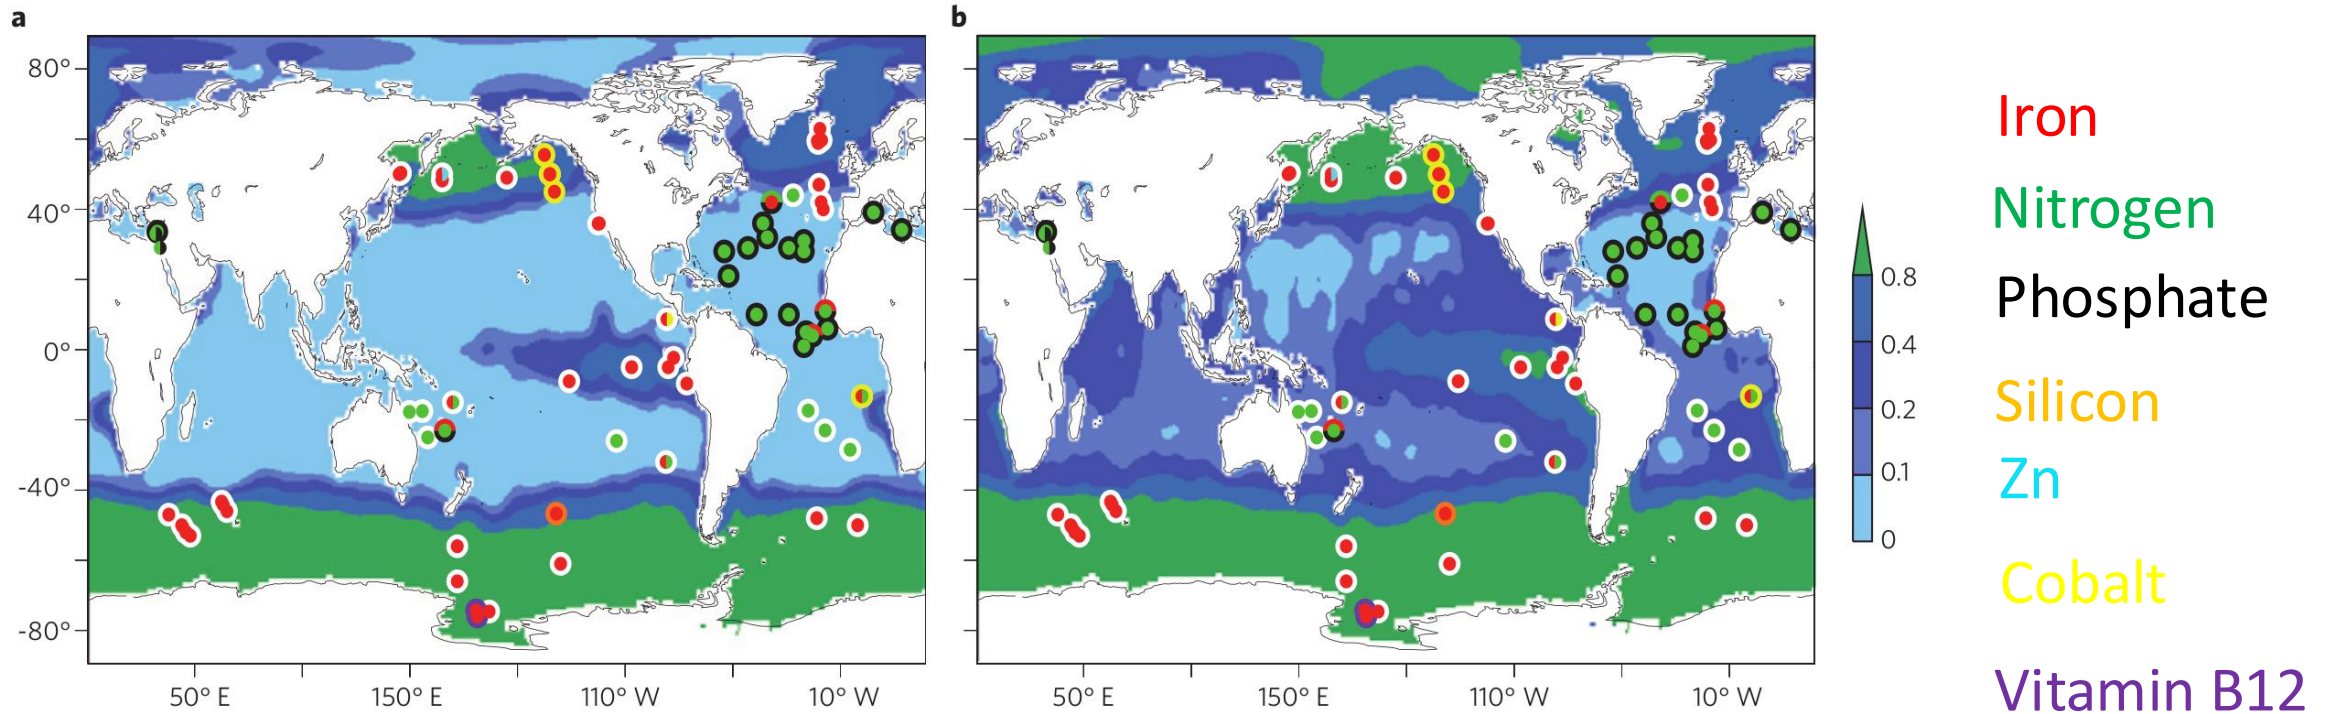 a
b
80°
40°
0°
-40°
-80°
50° E
150° E
110° W
10° W
50° E
150° E
110° W
10° W
0.8
0.4
0.2
0.1
0
Iron
Nitrogen
Phosphate
Silicon
Zn
Cobalt
Vitamin B12